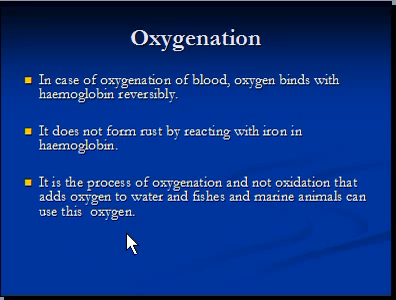 Oxygenation
In case of oxygenation of blood, oxygen binds with
haemoglobin reversibly.
It does not form rust by reacting with iron in
haemoglobin.
It is the process of oxygenation and not oxidation that
adds oxygen to water and fishes and marine animals can
use this oxygen.